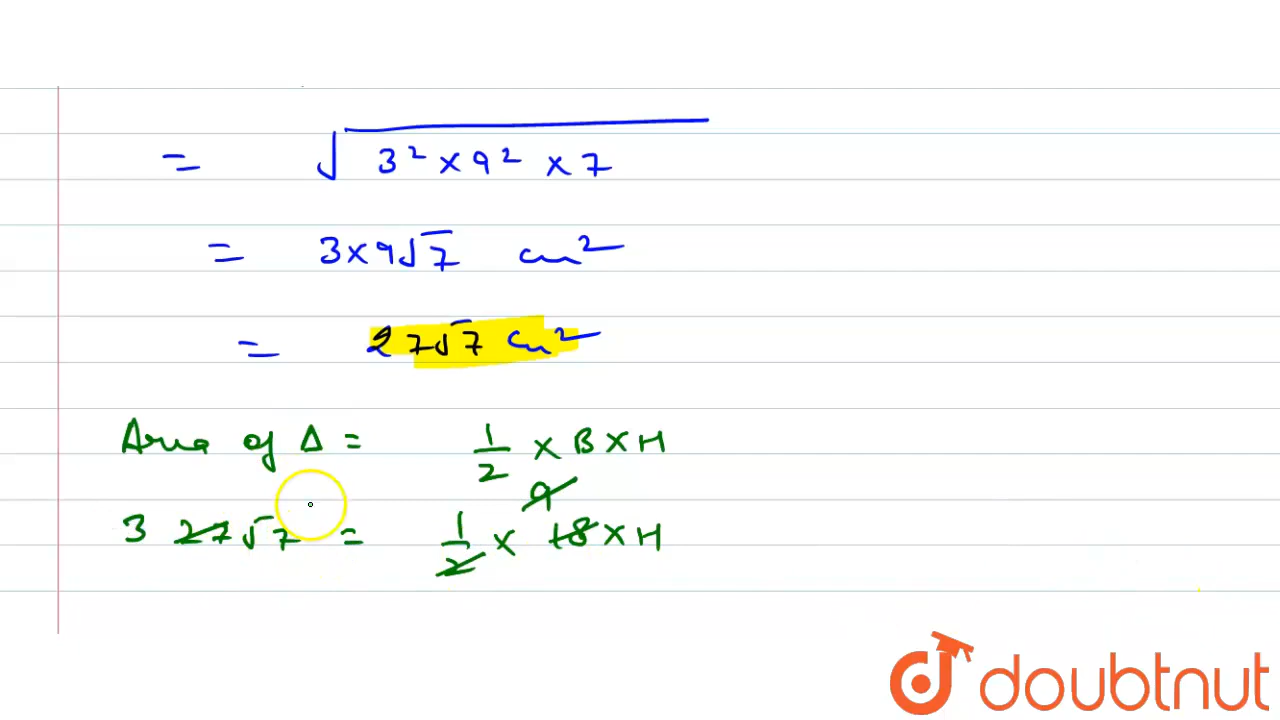 = √3² × 9² × 7
= 3 × 9√7 cm²
= 27√7 cm²
Area of Δ = 1/2 × B × H
9
3 27√7 = 1/2 × 18 × H
doubtnut